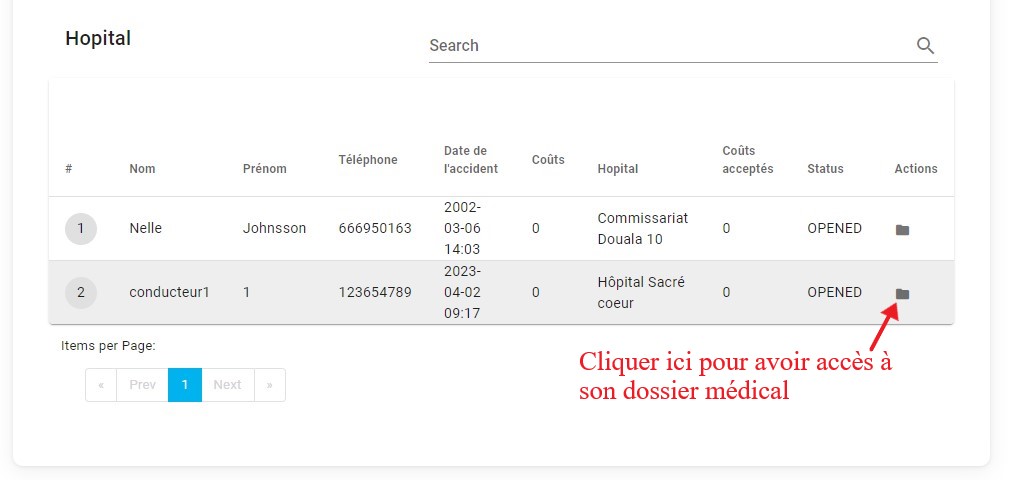 Hopital
Search
# Nom Prénom Téléphone Date de l'accident Coûts Hopital Coûts acceptés Status Actions
1 Nelle Johnsson 666950163 2002-03-06 14:03 0 Commissariat Douala 10 0 OPENED
2 conducteur1 1 123654789 2023-04-02 09:17 0 Hôpital Sacré coeur 0 OPENED
Items per Page:
« Prev 1 Next »
Cliquer ici pour avoir accès à
son dossier médical